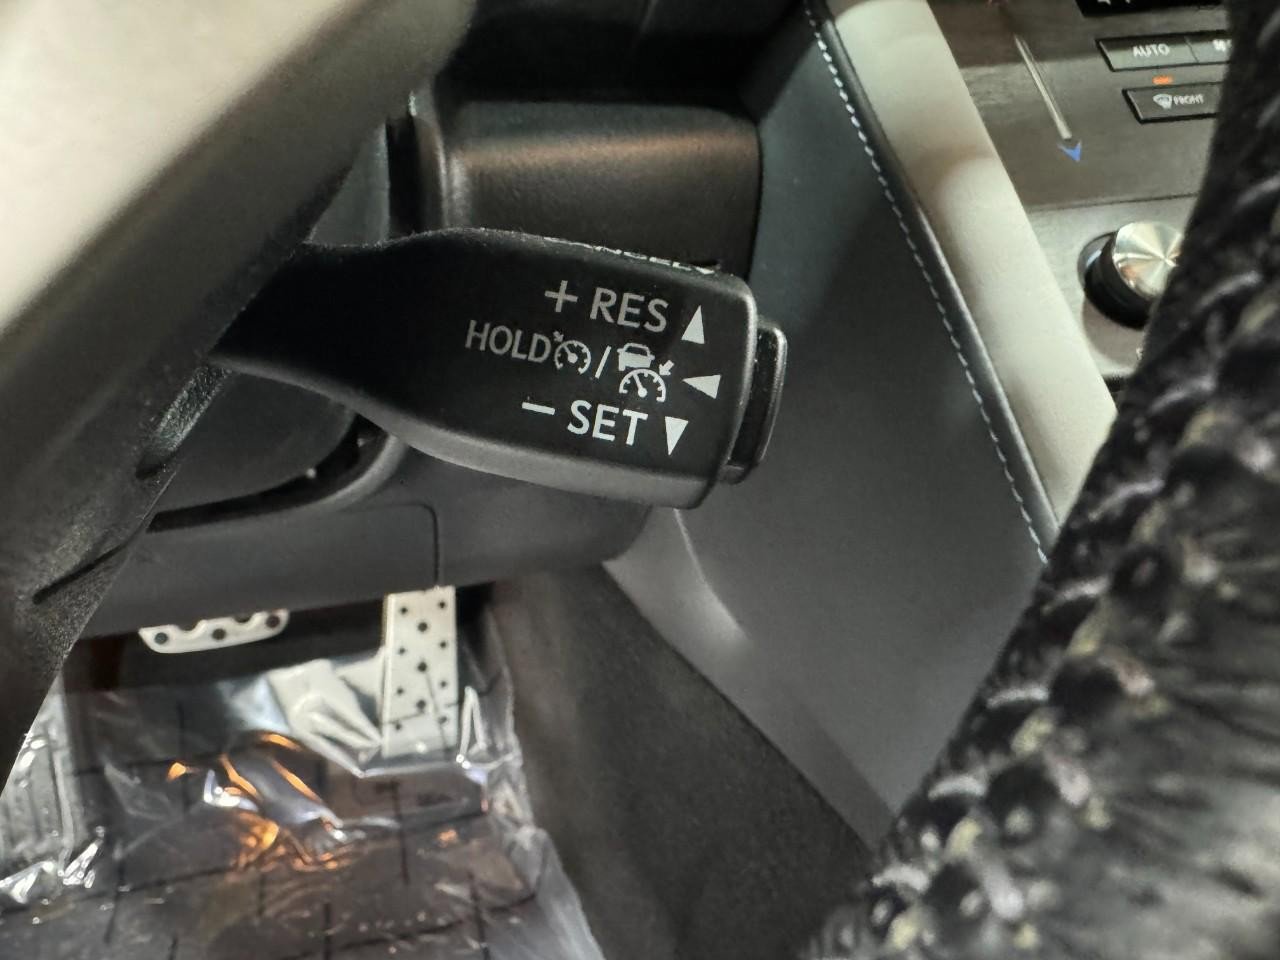 AUTO
FRONT
+ RES
HOLD /
− SET